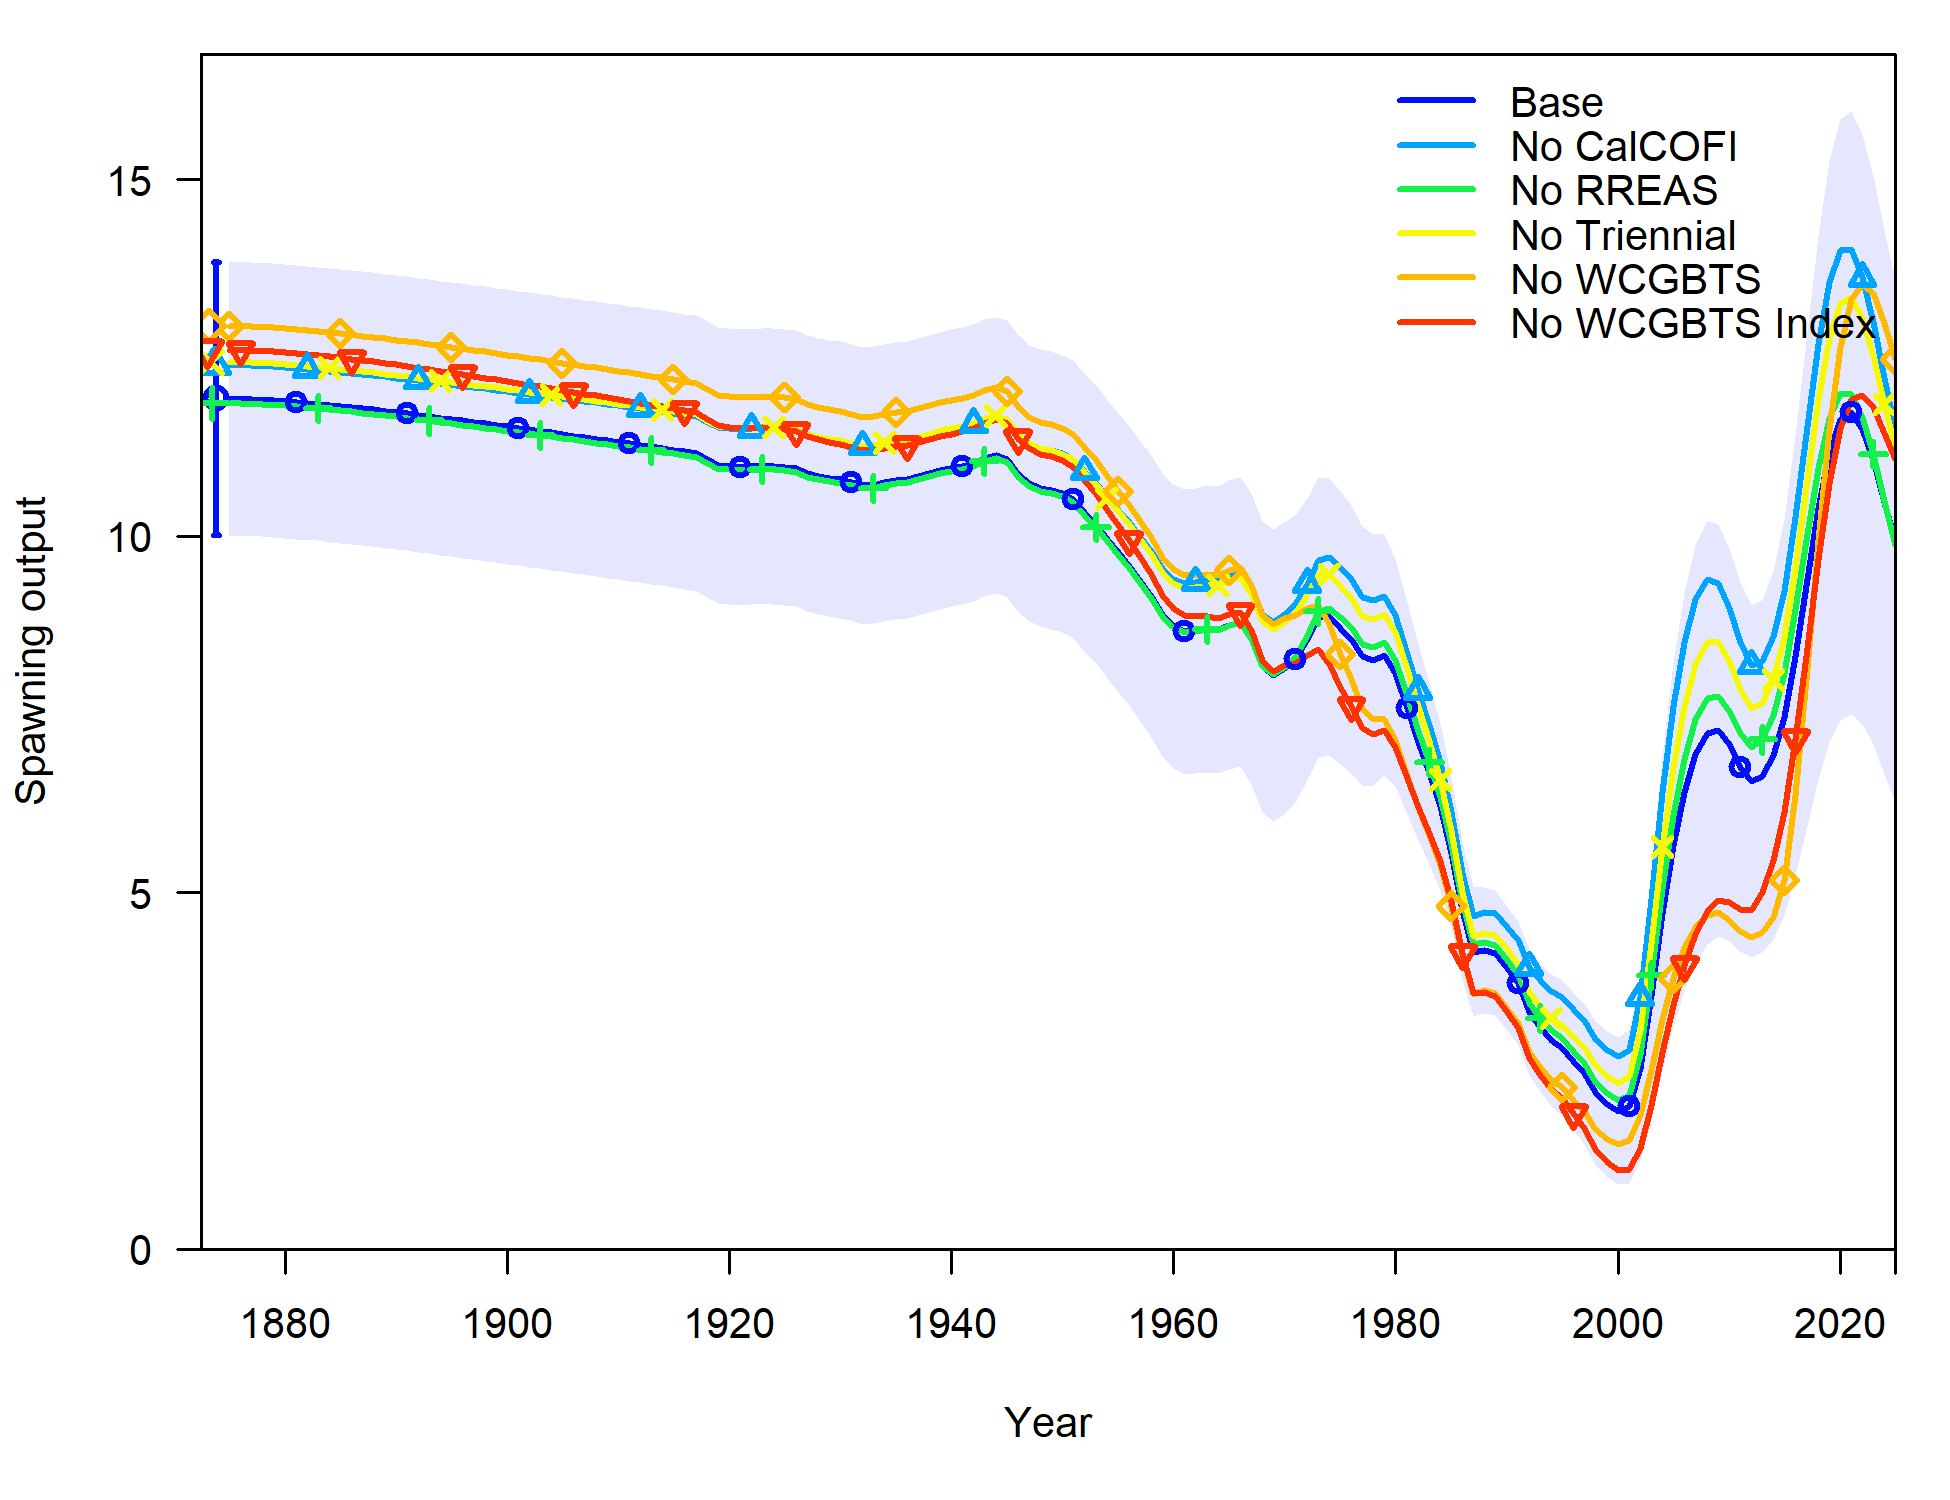 Base
No CalCOFI
No RREAS
No Triennial
No WCGBTS
No WCGBTS Index
15
10
5
0
Spawning output
1880 1900 1920 1940 1960 1980 2000 2020
Year